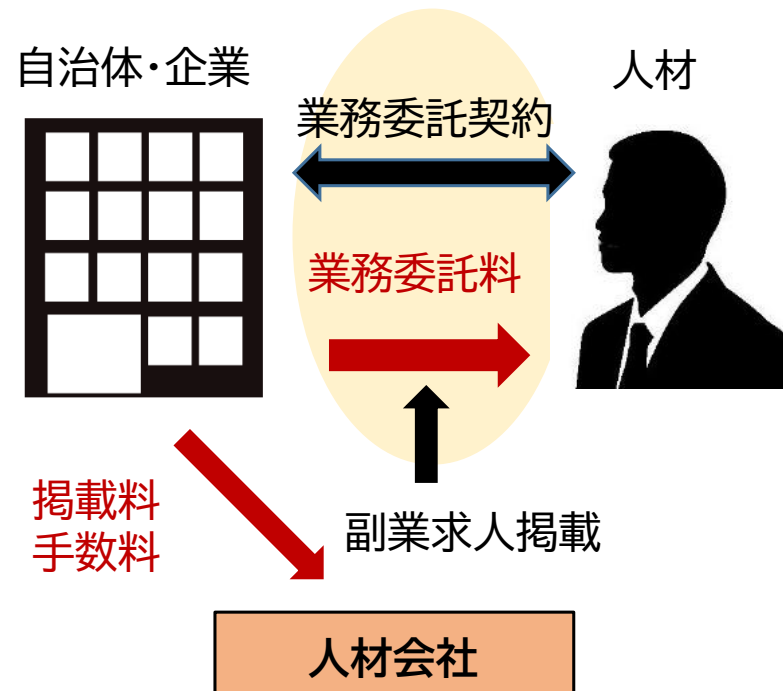 自治体・企業
人材
業務委託契約
業務委託料
掲載料
手数料
副業求人掲載
人材会社